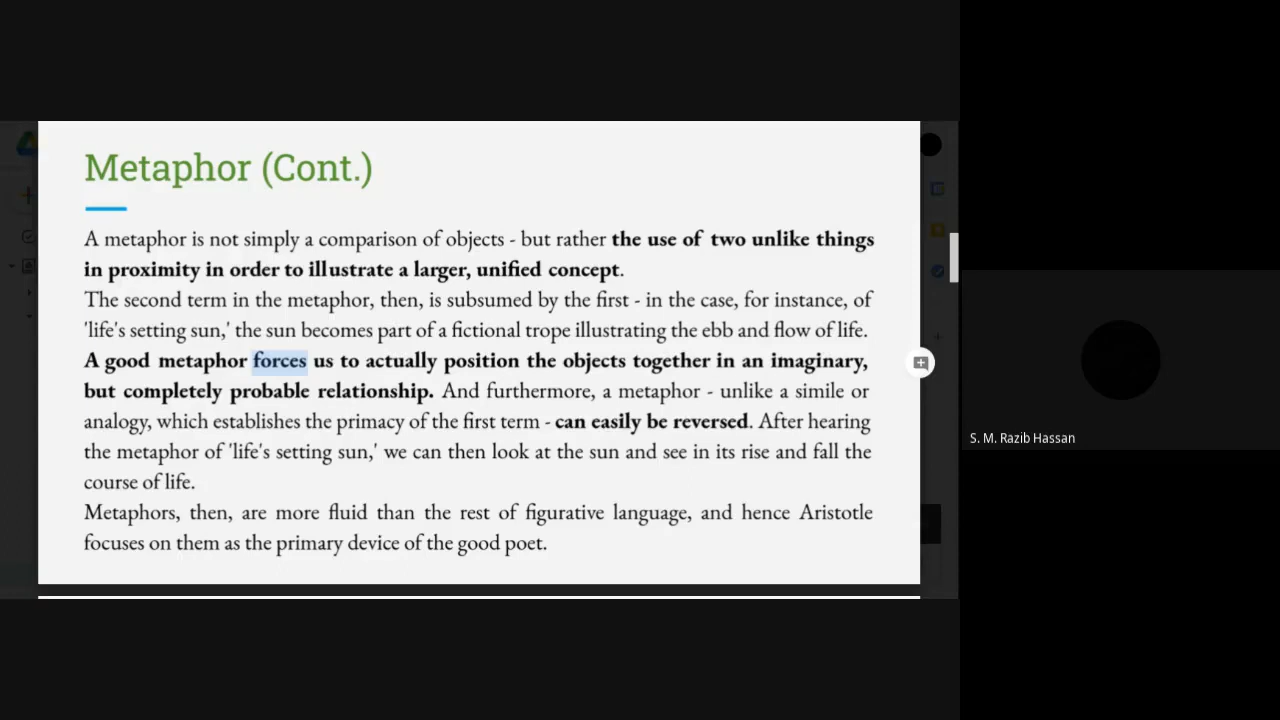 Metaphor (Cont.)
A metaphor is not simply a comparison of objects - but rather the use of two unlike things
in proximity in order to illustrate a larger, unified concept.
The second term in the metaphor, then, is subsumed by the first - in the case, for instance, of
'life's setting sun,' the sun becomes part of a fictional trope illustrating the ebb and flow of life.
A good metaphor forces us to actually position the objects together in an imaginary,
but completely probable relationship. And furthermore, a metaphor - unlike a simile or
analogy, which establishes the primacy of the first term - can easily be reversed. After hearing
the metaphor of 'life's setting sun,' we can then look at the sun and see in its rise and fall the
course of life.
Metaphors, then, are more fluid than the rest of figurative language, and hence Aristotle
focuses on them as the primary device of the good poet.
S. M. Razib Hassan